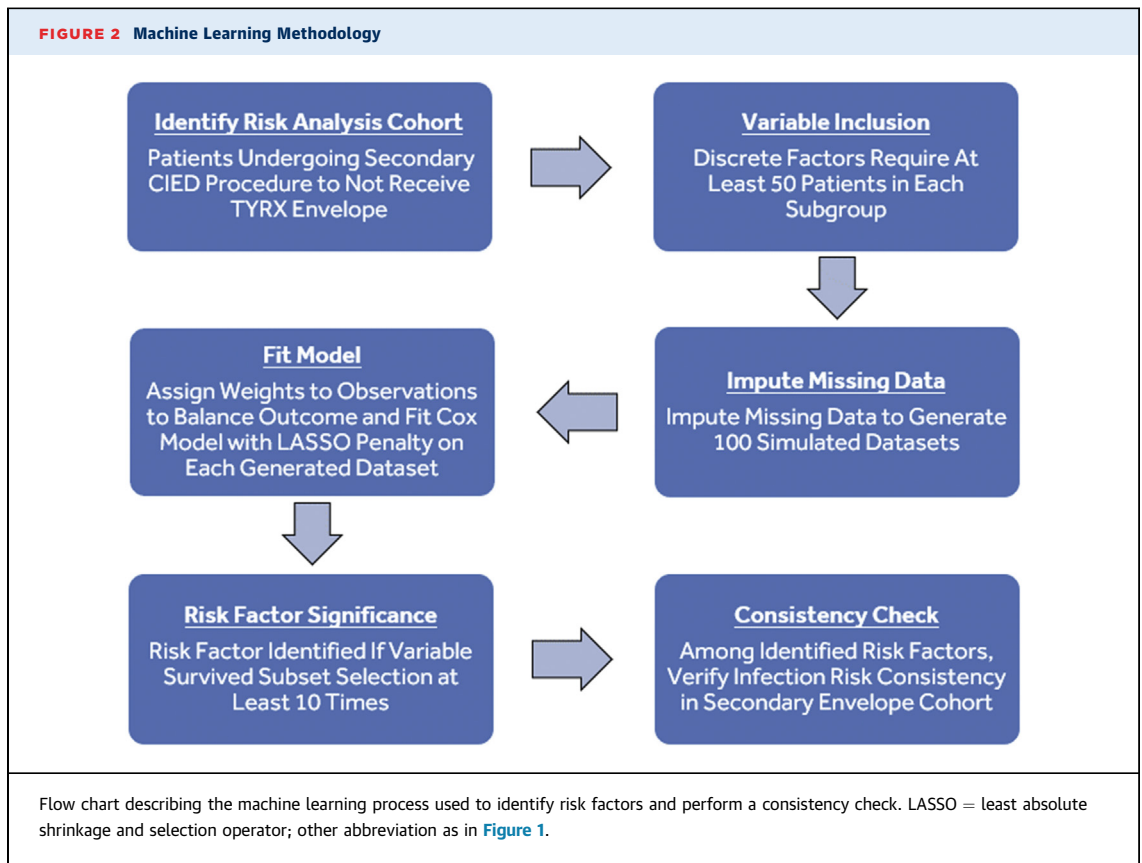 FIGURE 2 Machine Learning Methodology
Identify Risk Analysis Cohort
Patients Undergoing Secondary
CIED Procedure to Not Receive
TYRX Envelope
Variable Inclusion
Discrete Factors Require At
Least 50 Patients in Each
Subgroup
Impute Missing Data
Impute Missing Data to Generate
100 Simulated Datasets
Fit Model
Assign Weights to Observations
to Balance Outcome and Fit Cox
Model with LASSO Penalty on
Each Generated Dataset
Risk Factor Significance
Risk Factor Identified If Variable
Survived Subset Selection at
Least 10 Times
Consistency Check
Among Identified Risk Factors,
Verify Infection Risk Consistency
in Secondary Envelope Cohort
Flow chart describing the machine learning process used to identify risk factors and perform a consistency check. LASSO = least absolute
shrinkage and selection operator; other abbreviation as in Figure 1.